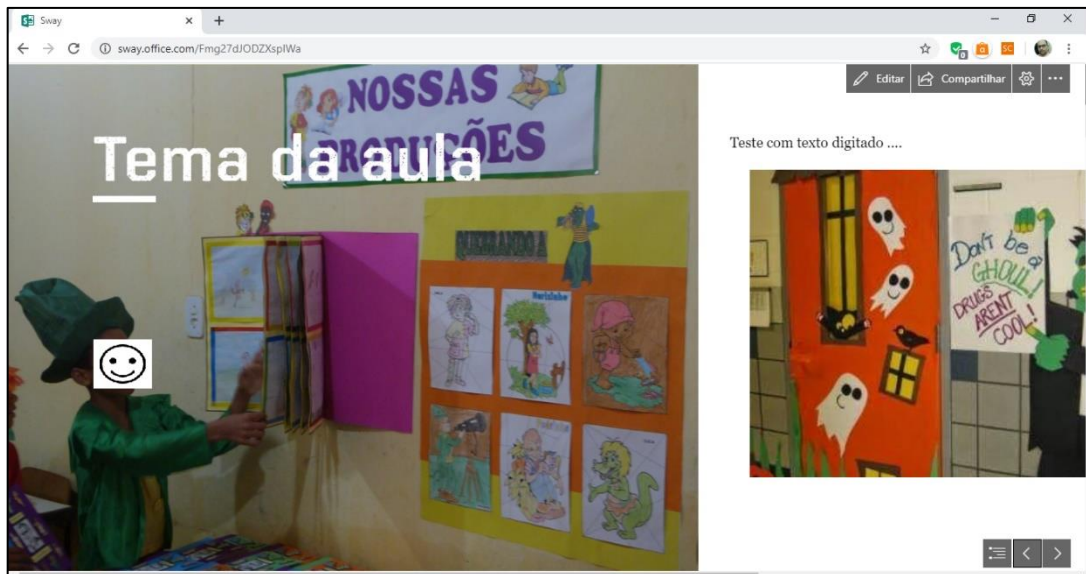 Sway
sway.office.com/Fmg27dJODZXspIWa
Editar
Compartilhar
NOSSAS
PRODUÇÕES
Tema da aula
Teste com texto digitado ....
DON'T be a
GHOUL!
DRUGS
AREN'T
COOL!